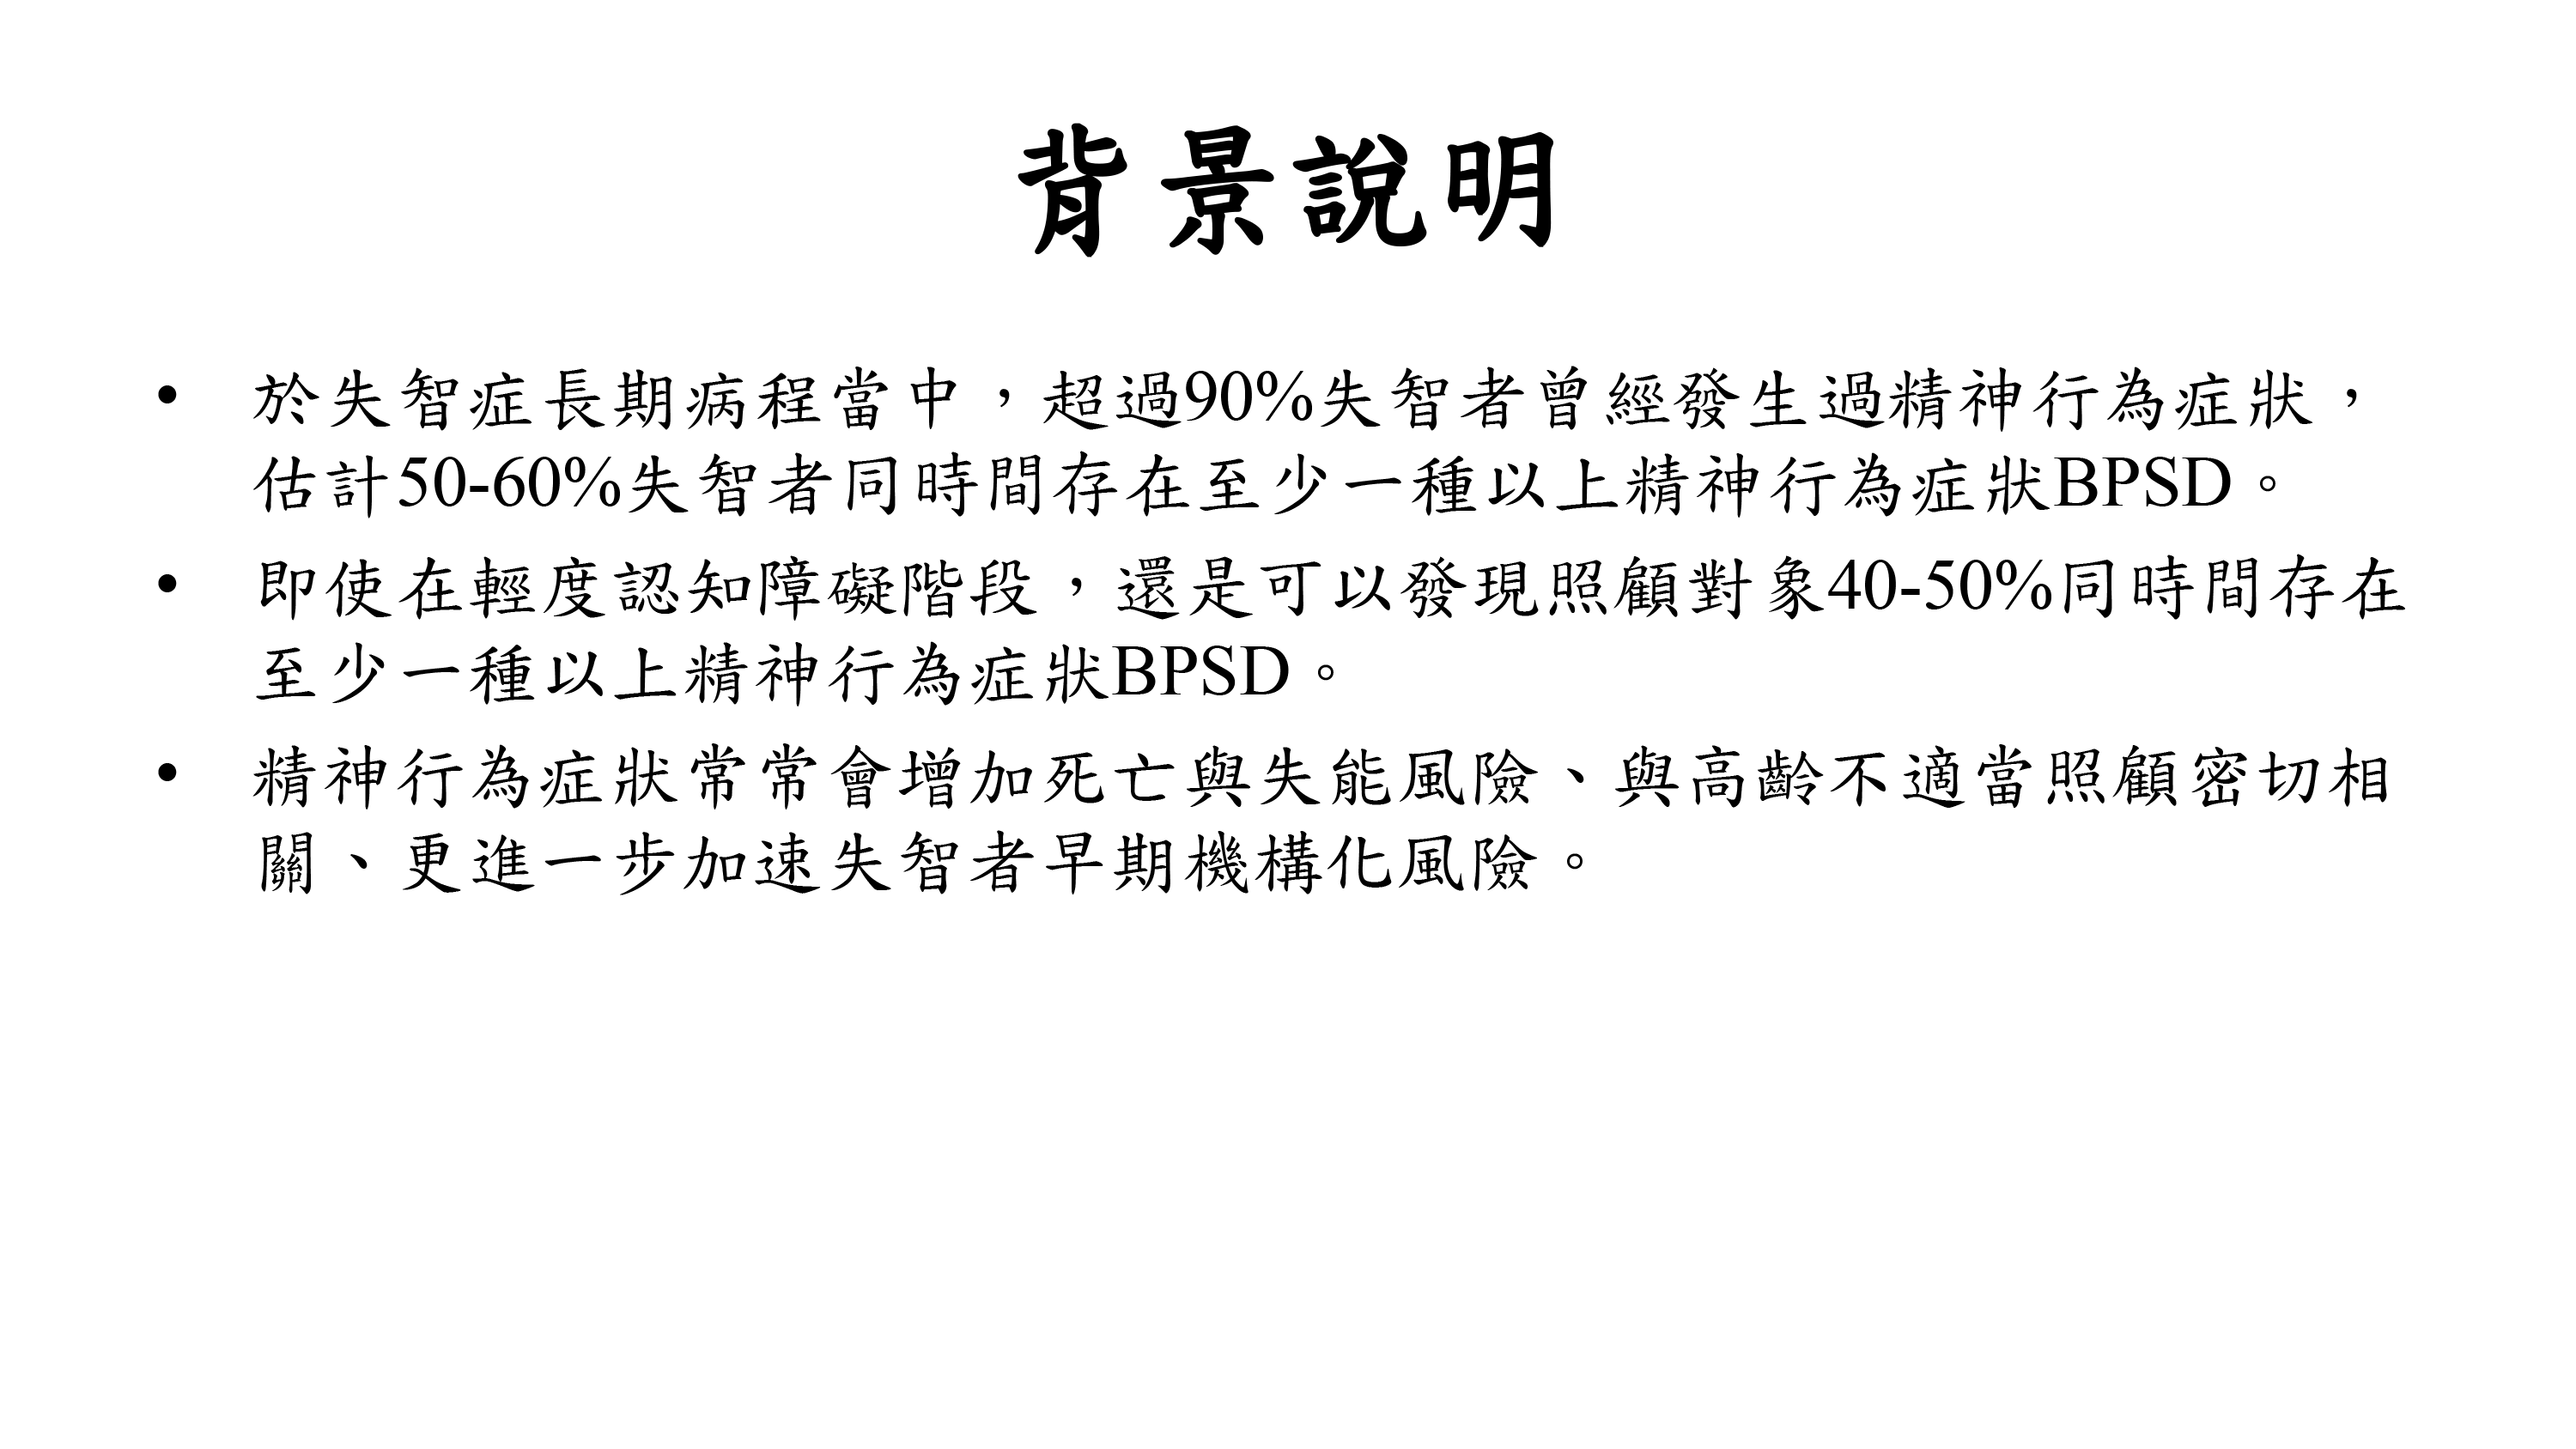 背景說明
• 於失智症長期病程當中，超過90%失智者曾經發生過精神行為症狀，
估計50-60%失智者同時間存在至少一種以上精神行為症狀BPSD。
• 即使在輕度認知障礙階段，還是可以發現照顧對象40-50%同時間存在
至少一種以上精神行為症狀BPSD。
• 精神行為症狀常常會增加死亡與失能風險、與高齡不適當照顧密切相
關、更進一步加速失智者早期機構化風險。